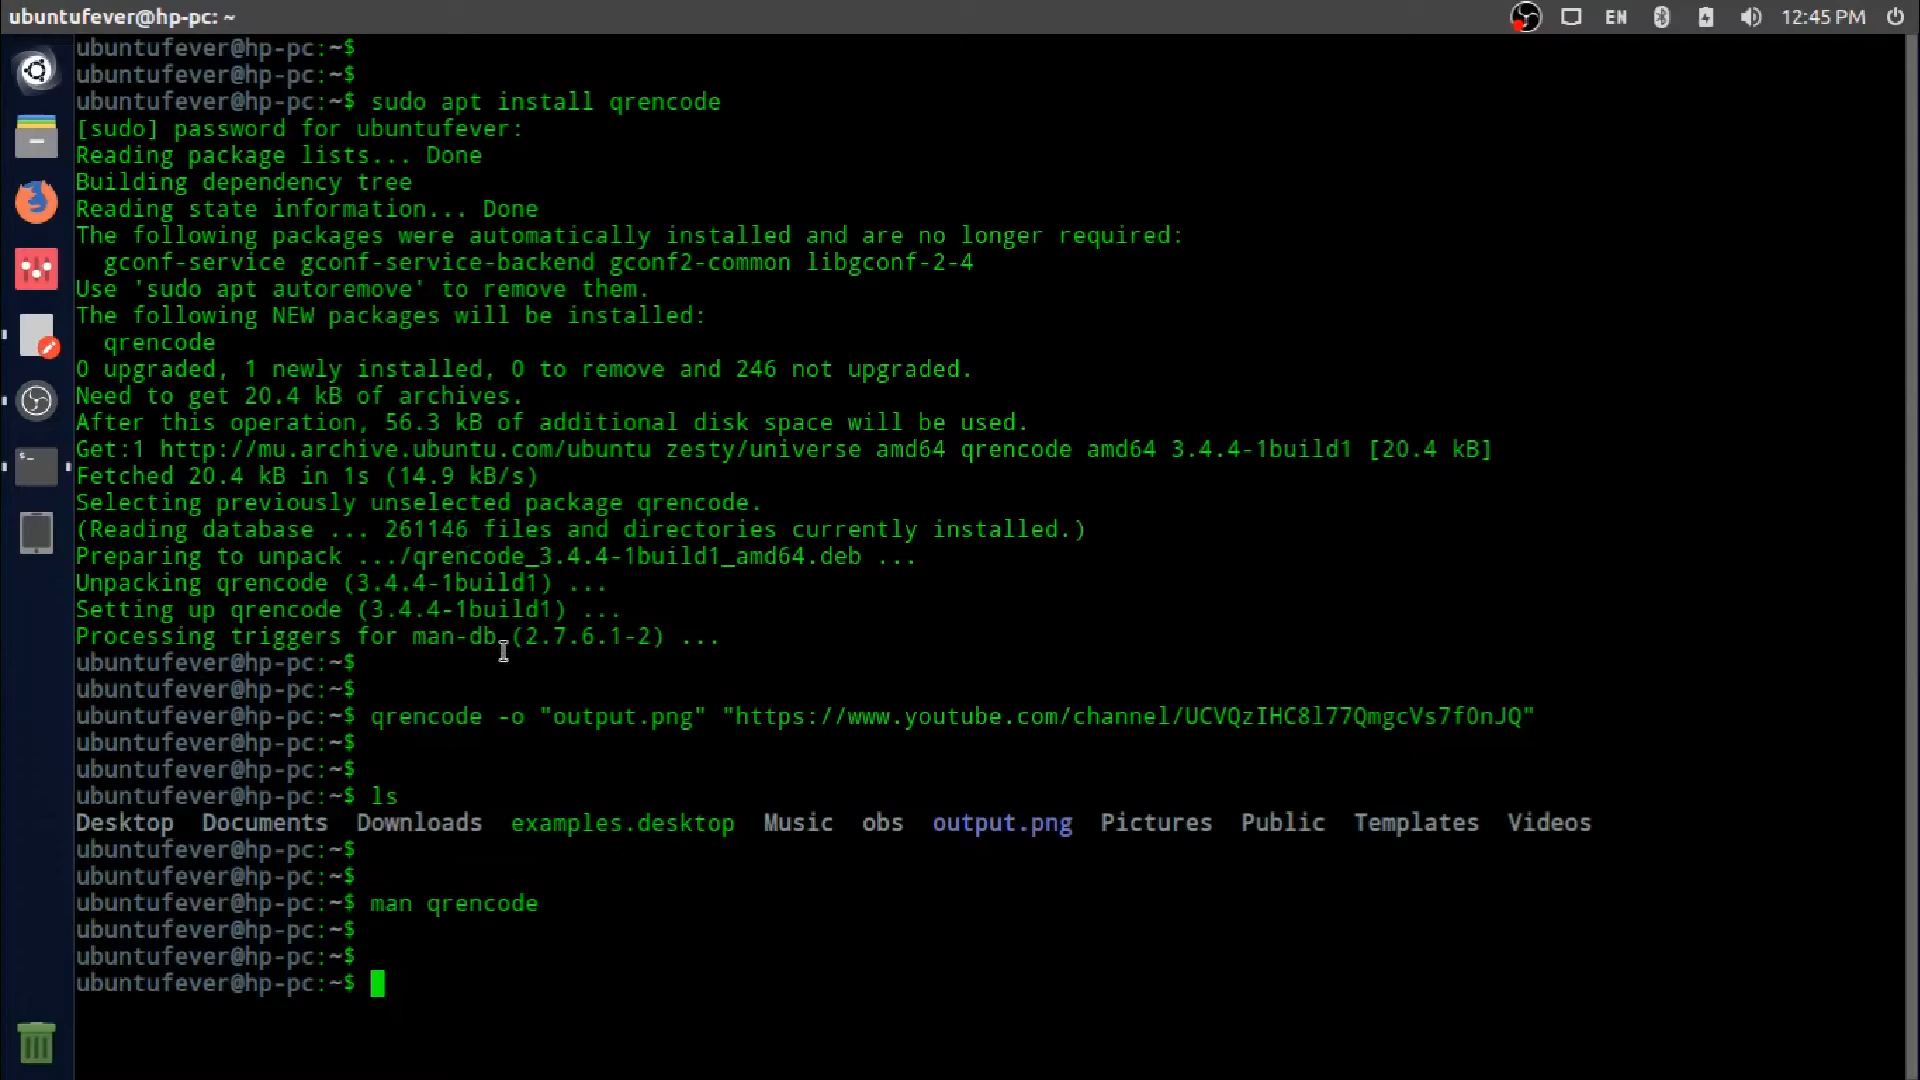 ubuntufever@hp-pc: ~
EN
12:45 PM
ubuntufever@hp-pc:~$
ubuntufever@hp-pc:~$
ubuntufever@hp-pc:~$ sudo apt install qrencode
[sudo] password for ubuntufever:
Reading package lists... Done
Building dependency tree
Reading state information... Done
The following packages were automatically installed and are no longer required:
  gconf-service gconf-service-backend gconf2-common libgconf-2-4
Use 'sudo apt autoremove' to remove them.
The following NEW packages will be installed:
  qrencode
0 upgraded, 1 newly installed, 0 to remove and 246 not upgraded.
Need to get 20.4 kB of archives.
After this operation, 56.3 kB of additional disk space will be used.
Get:1 http://mu.archive.ubuntu.com/ubuntu zesty/universe amd64 qrencode amd64 3.4.4-1build1 [20.4 kB]
Fetched 20.4 kB in 1s (14.9 kB/s)
Selecting previously unselected package qrencode.
(Reading database ... 261146 files and directories currently installed.)
Preparing to unpack .../qrencode_3.4.4-1build1_amd64.deb ...
Unpacking qrencode (3.4.4-1build1) ...
Setting up qrencode (3.4.4-1build1) ...
Processing triggers for man-db (2.7.6.1-2) ...
ubuntufever@hp-pc:~$
ubuntufever@hp-pc:~$
ubuntufever@hp-pc:~$ qrencode -o "output.png" "https://www.youtube.com/channel/UCVQzIHC8l77QmgcVs7f0nJQ"
ubuntufever@hp-pc:~$
ubuntufever@hp-pc:~$
ubuntufever@hp-pc:~$ ls
Desktop  Documents  Downloads  examples.desktop  Music  obs  output.png  Pictures  Public  Templates  Videos
ubuntufever@hp-pc:~$
ubuntufever@hp-pc:~$
ubuntufever@hp-pc:~$ man qrencode
ubuntufever@hp-pc:~$
ubuntufever@hp-pc:~$
ubuntufever@hp-pc:~$